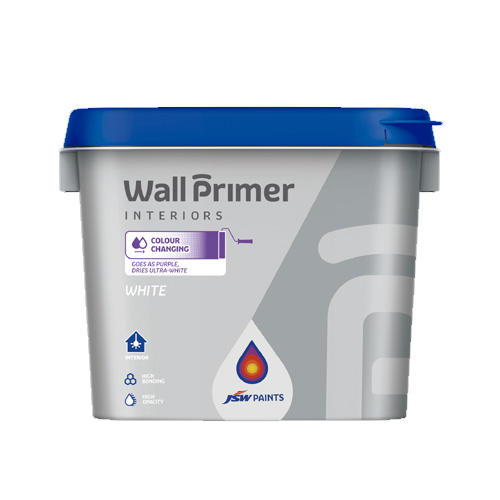 Wall Primer
INTERIORS
COLOUR
CHANGING
GOES AS PURPLE,
DRIES ULTRA-WHITE
WHITE
INTERIOR
HIGH
BONDING
HIGH
OPACITY
JSW PAINTS